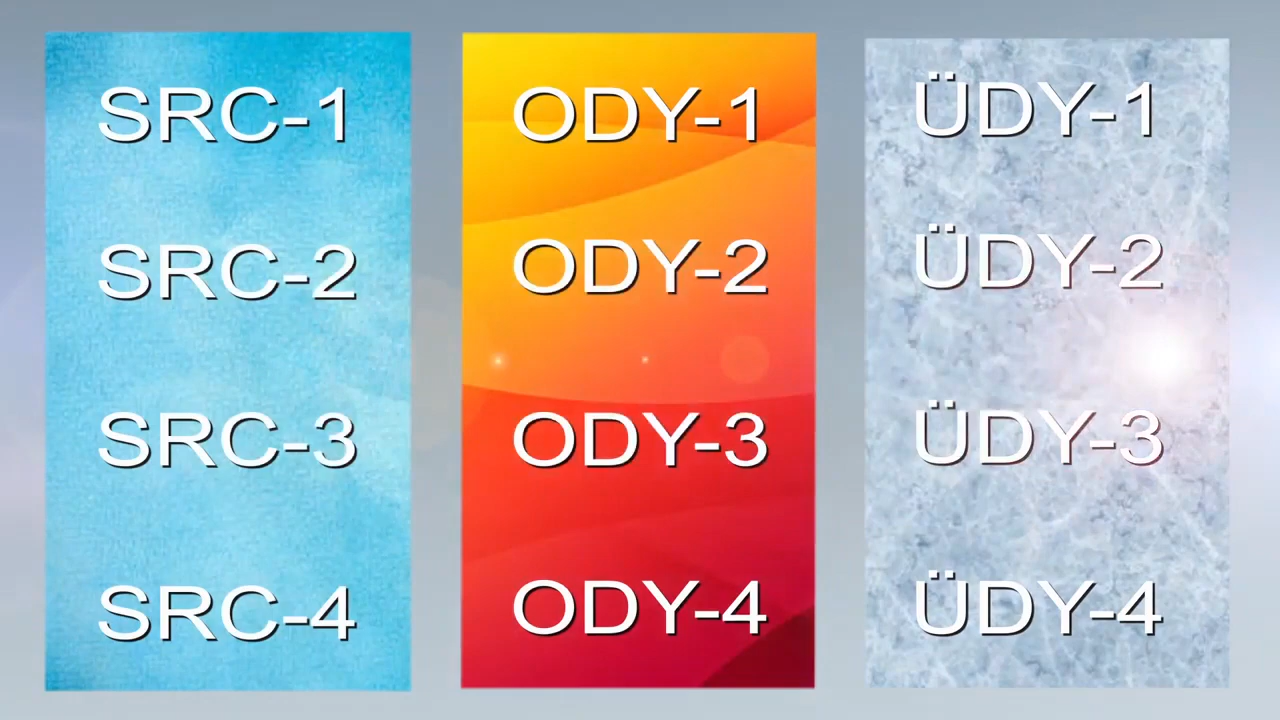 SRC-1
SRC-2
SRC-3
SRC-4
ODY-1
ODY-2
ODY-3
ODY-4
ÜDY-1
ÜDY-2
ÜDY-3
ÜDY-4